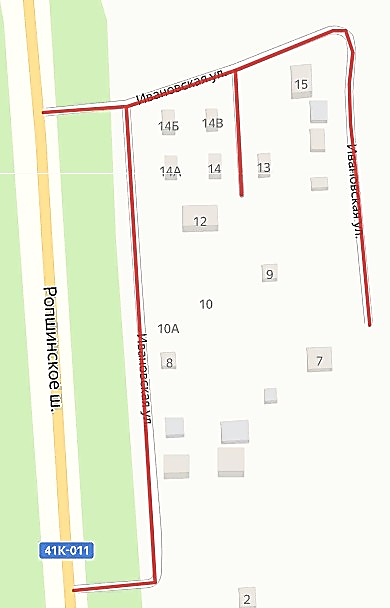 Ивановская ул.
15
14Б
14В
Ивановская ул.
14А
14
13
12
9
Ропшинское ш.
10
10А
Ивановская ул.
8
7
41К-011
2